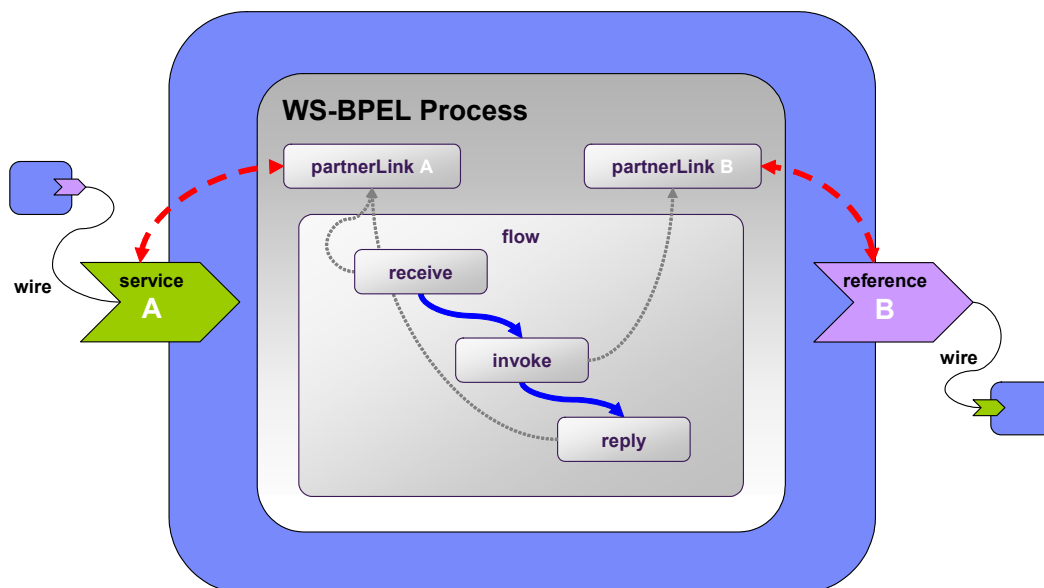 WS-BPEL Process
partnerLink A
partnerLink B
flow
receive
invoke
reply
wire
service
A
reference
B
wire